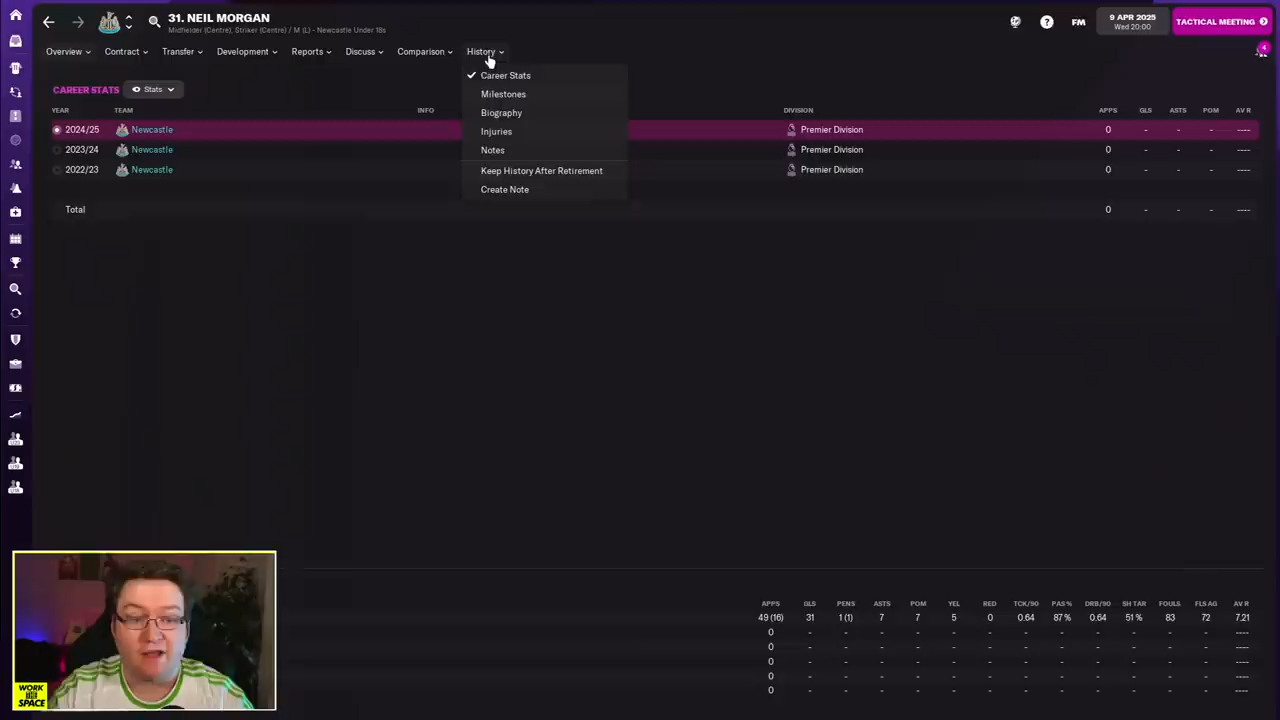 31. NEIL MORGAN
Midfielder (Centre), Striker (Centre) / M (L) - Newcastle Under 18s
FM
9 APR 2025
Wed 20:00
TACTICAL MEETING
4
Overview Contract Transfer Development Reports Discuss Comparison History
CAREER STATS Stats
Career Stats
Milestones
Biography
Injuries
Notes
Keep History After Retirement
Create Note
YEAR TEAM INFO DIVISION APPS GLS ASTS POM AV R
2024/25 Newcastle Premier Division 0 - - - ----
2023/24 Newcastle Premier Division 0 - - - ----
2022/23 Newcastle Premier Division 0 - - - ----
Total 0 - - - ----
APPS GLS PENS ASTS POM YEL RED TCK/90 PAS % DRB/90 SH TAR FOULS FLS AG AV R
49 (16) 31 1 (1) 7 7 5 0 0.64 87 % 0.64 51 % 83 72 7.21
0 - - - - - - - - - - - - ----
0 - - - - - - - - - - - - ----
0 - - - - - - - - - - - - ----
0 - - - - - - - - - - - - ----
0 - - - - - - - - - - - - ----
WORK
THE
SPACE